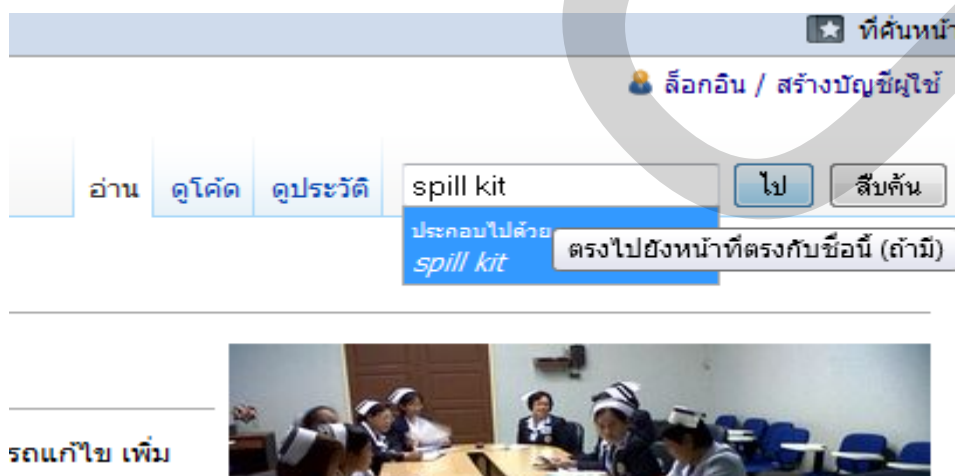 ที่คั่นหน้า
ล็อกอิน / สร้างบัญชีผู้ใช้
อ่าน ดูโค้ด ดูประวัติ spill kit ไป สืบค้น
ประกอบไปด้วย
ตรงไปยังหน้าที่ตรงกับชื่อนี้ (ถ้ามี)
spill kit
รถแก้ไข เพิ่ม